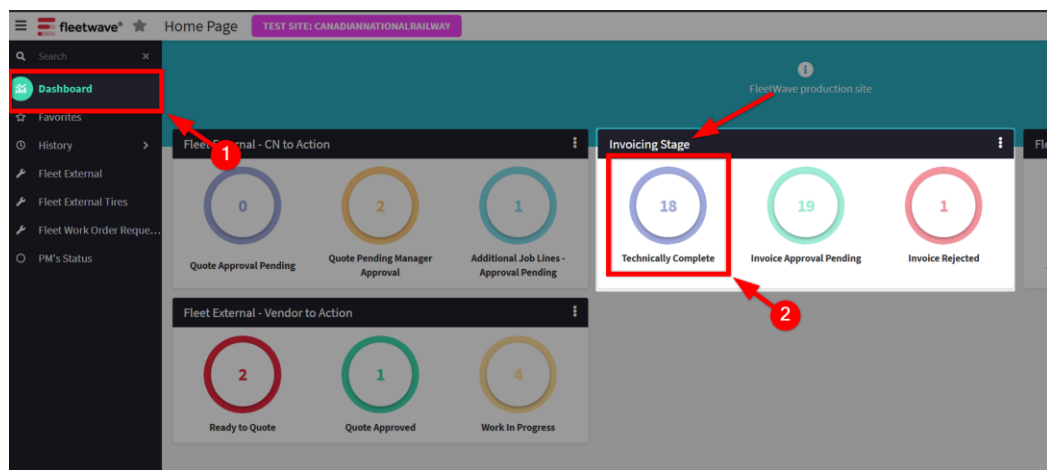 fleetwave®
Home Page
TEST SITE: CANADIANNATIONALRAILWAY
Search
Dashboard
Favorites
History
Fleet External
Fleet External Tires
Fleet Work Order Reque...
PM's Status
1
FleetWave production site
Fleet External - CN to Action
0
Quote Approval Pending
2
Quote Pending Manager
Approval
1
Additional Job Lines -
Approval Pending
Invoicing Stage
18
Technically Complete
19
Invoice Approval Pending
1
Invoice Rejected
2
Fle
Fleet External - Vendor to Action
2
Ready to Quote
1
Quote Approved
4
Work In Progress